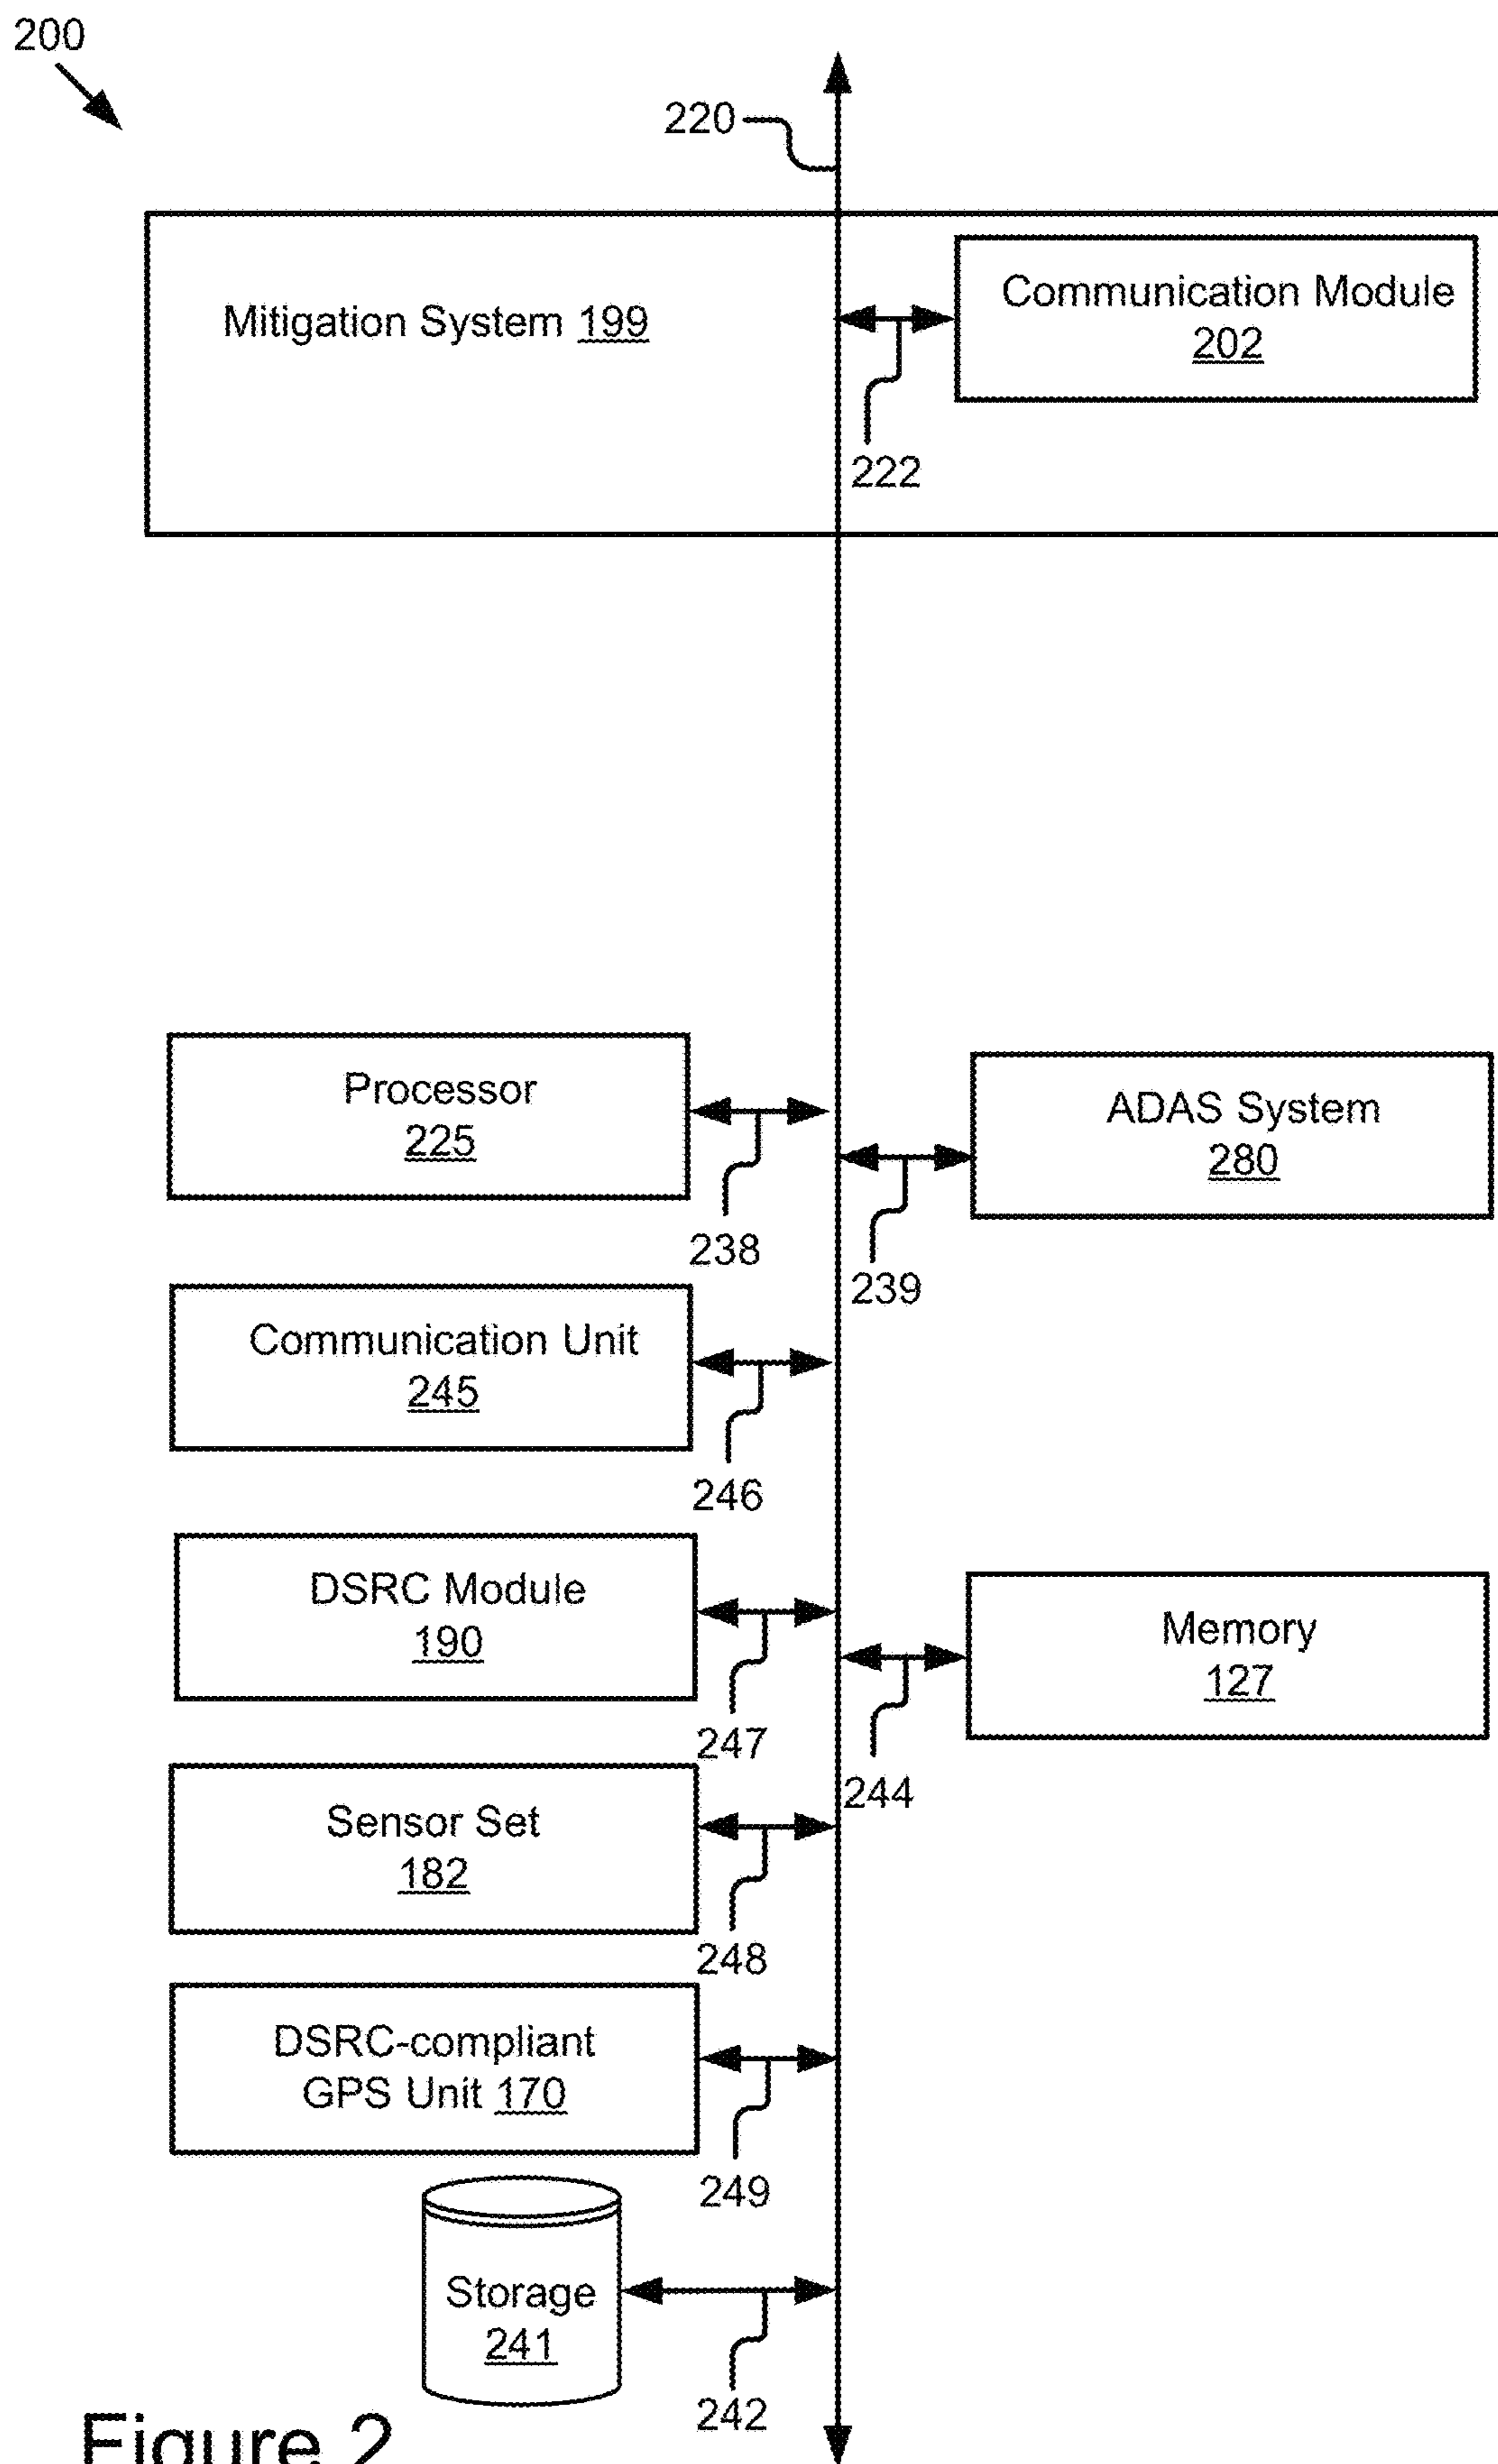 200
220
Mitigation System 199
Communication Module
202
222
Processor
225
ADAS System
280
238
239
Communication Unit
245
246
DSRC Module
190
Memory
127
247
244
Sensor Set
182
248
DSRC-compliant
GPS Unit 170
249
Storage
241
242
Figure 2